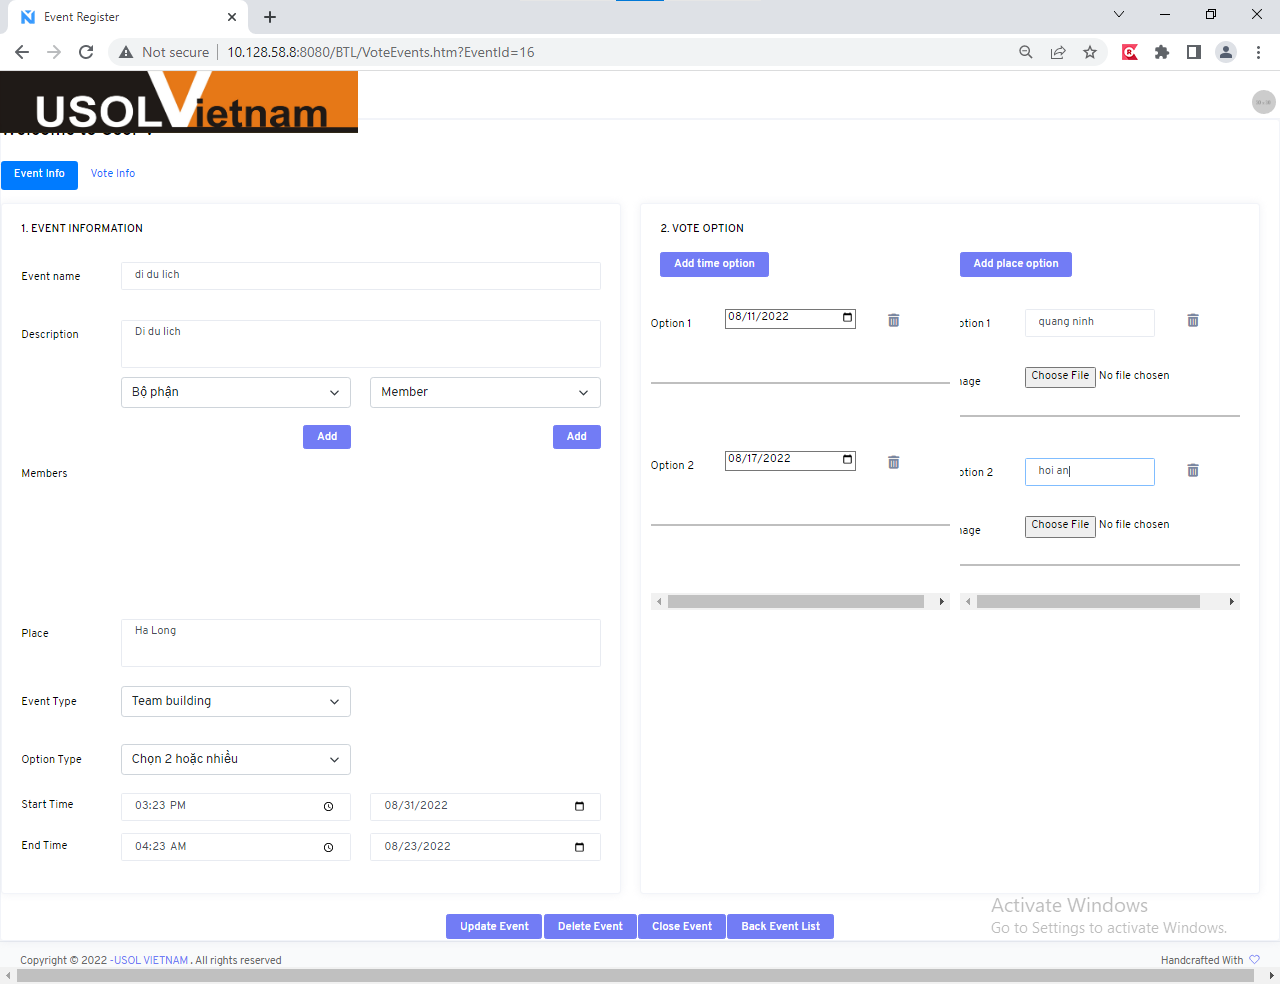 Event Register
Not secure 10.128.58.8:8080/BTL/VoteEvents.htm?EventId=16
USOL Vietnam
Event Info Vote Info
1. EVENT INFORMATION
Event name di du lich
Description Di du lich
Bộ phận Member
Add Add
Members
Place Ha Long
Event Type Team building
Option Type Chọn 2 hoặc nhiều
Start Time 03:23 PM 08/31/2022
End Time 04:23 AM 08/23/2022
2. VOTE OPTION
Add time option Add place option
Option 1 08/11/2022 ption 1 quang ninh
nage Choose File No file chosen
Option 2 08/17/2022 ption 2 hoi an
nage Choose File No file chosen
Update Event Delete Event Close Event Back Event List
Activate Windows
Go to Settings to activate Windows.
Copyright © 2022 -USOL VIETNAM . All rights reserved Handcrafted With